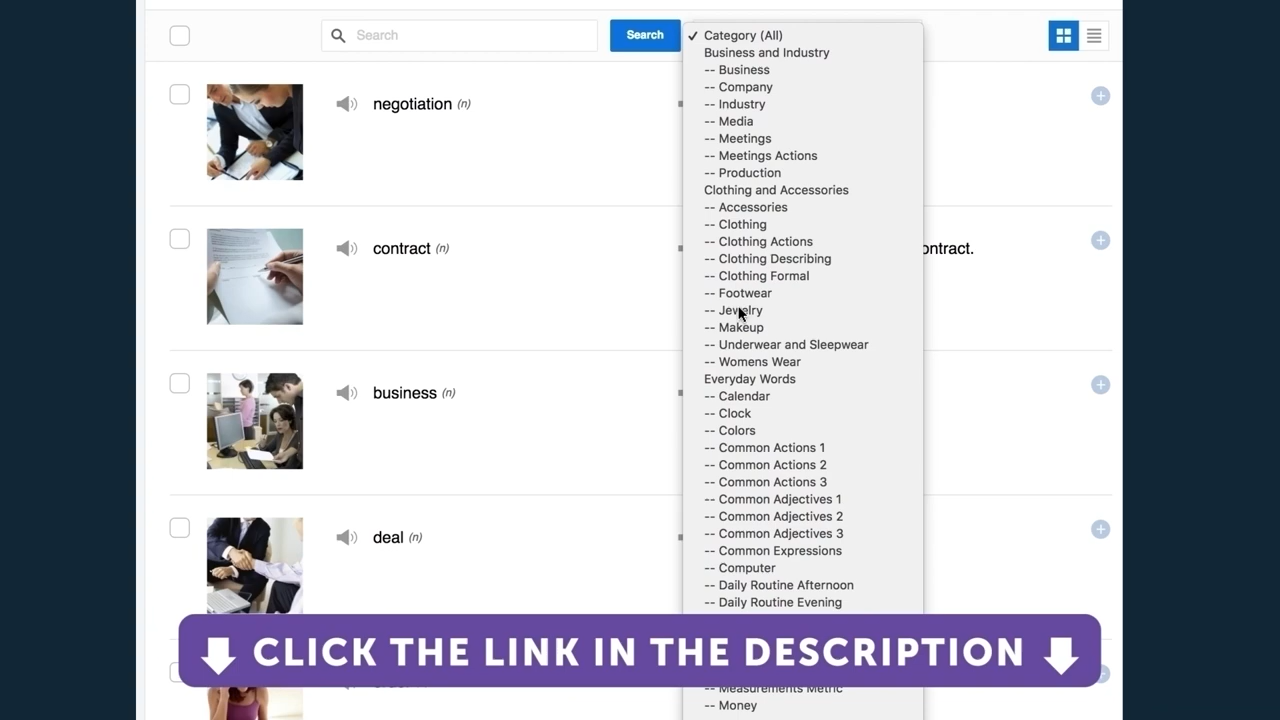 Search
Search
✓ Category (All)
Business and Industry
-- Business
-- Company
-- Industry
-- Media
-- Meetings
-- Meetings Actions
-- Production
Clothing and Accessories
-- Accessories
-- Clothing
-- Clothing Actions
-- Clothing Describing
-- Clothing Formal
-- Footwear
-- Jewelry
-- Makeup
-- Underwear and Sleepwear
-- Womens Wear
Everyday Words
-- Calendar
-- Clock
-- Colors
-- Common Actions 1
-- Common Actions 2
-- Common Actions 3
-- Common Adjectives 1
-- Common Adjectives 2
-- Common Adjectives 3
-- Common Expressions
-- Computer
-- Daily Routine Afternoon
-- Daily Routine Evening
-- Measurements Metric
-- Money
negotiation (n)
contract (n)
ontract.
business (n)
deal (n)
CLICK THE LINK IN THE DESCRIPTION